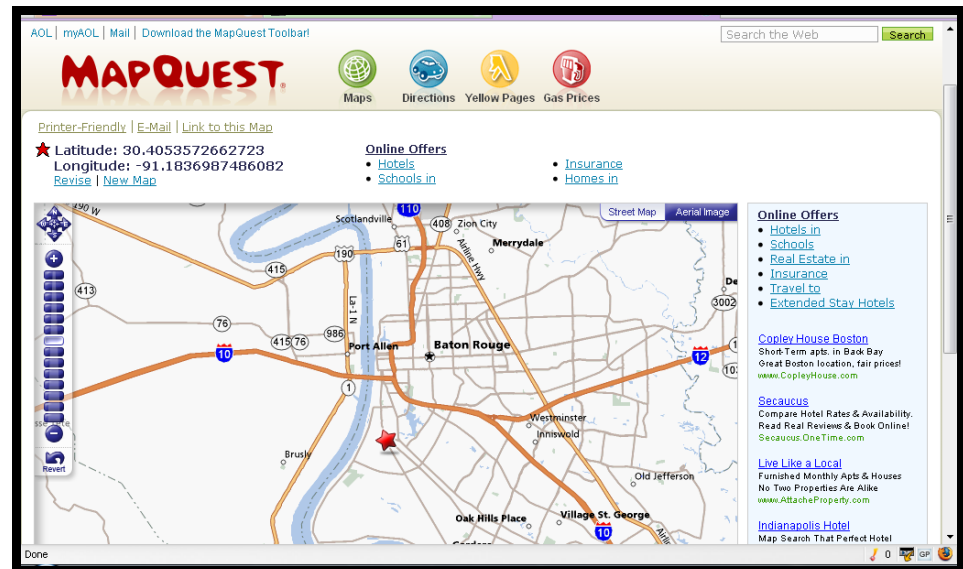 AOL | myAOL | Mail | Download the MapQuest Toolbar!
Search the Web Search
MAPQUEST.
Maps Directions Yellow Pages Gas Prices
Printer-Friendly | E-Mail | Link to this Map
Latitude: 30.4053572662723
Longitude: -91.1836987486082
Revise | New Map
Online Offers
• Hotels
• Schools in
• Insurance
• Homes in
Street Map Aerial Image
190 W
Scotlandville
110
408
Zion City
61
Merrydale
Airline Hwy
190
415
413
La-1 N
3002
76
415
76
986
Port Allen
Baton Rouge
10
12
1
Westminster
Inniswold
Brusly
Old Jefferson
Oak Hills Place
Village St. George
10
Revert
Online Offers
• Hotels in
• Schools
• Real Estate in
• Insurance
• Travel to
• Extended Stay Hotels
Copley House Boston
Short-Term apts. in Back Bay
Great Boston location, fair prices!
www.CopleyHouse.com
Secaucus
Compare Hotel Rates & Availability.
Read Real Reviews & Book Online!
Secaucus.OneTime.com
Live Like a Local
Furnished Monthly Apts & Houses
No Two Properties Are Alike
www.AttacheProperty.com
Indianapolis Hotel
Map Search That Perfect Hotel
Done
0
GP